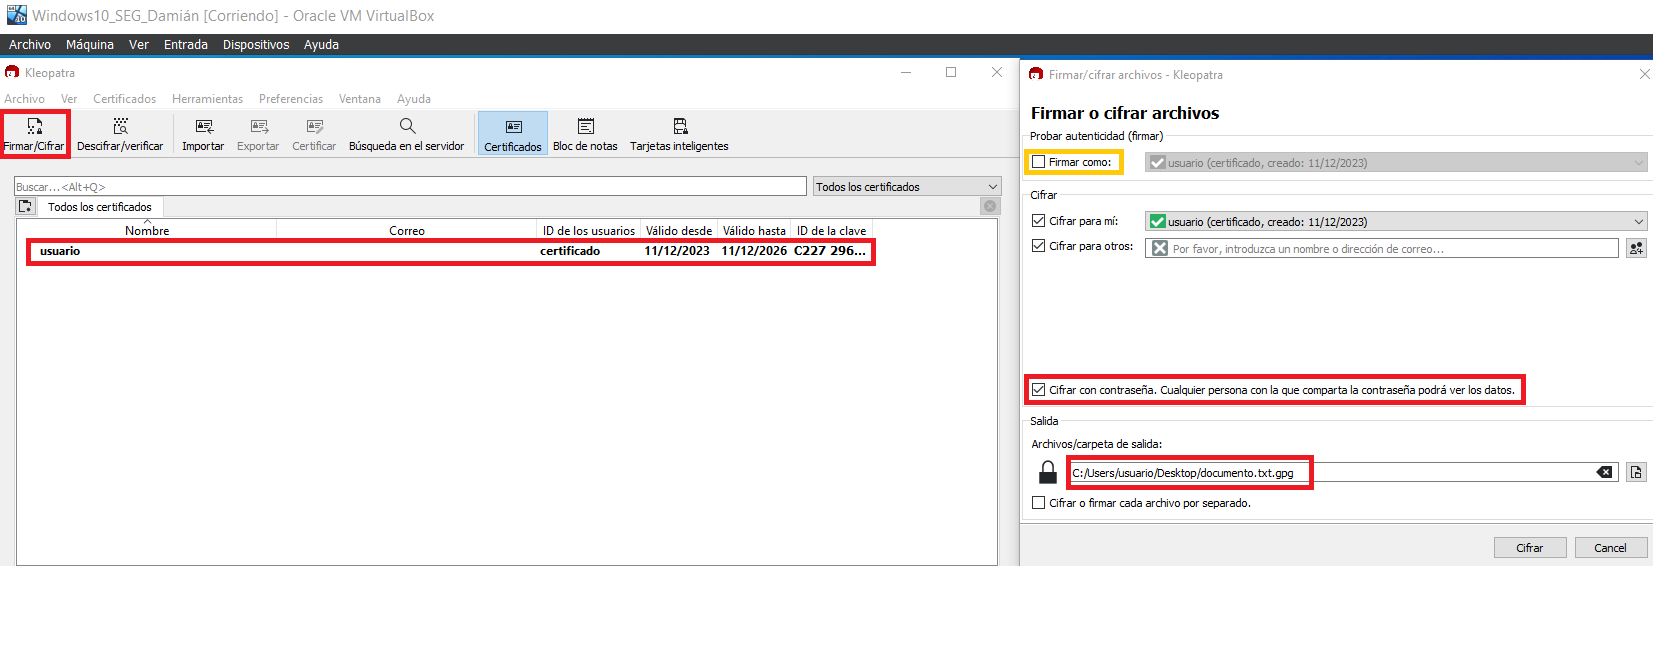 Windows10_SEG_Damián [Corriendo] - Oracle VM VirtualBox
Archivo Máquina Ver Entrada Dispositivos Ayuda
Kleopatra
Archivo Ver Certificados Herramientas Preferencias Ventana Ayuda
Firmar/Cifrar Descifrar/verificar Importar Exportar Certificar Búsqueda en el servidor Certificados Bloc de notas Tarjetas inteligentes
Buscar...<Alt+Q> Todos los certificados
Todos los certificados
Nombre Correo ID de los usuarios Válido desde Válido hasta ID de la clave
usuario certificado 11/12/2023 11/12/2026 C227 296...
Firmar/cifrar archivos - Kleopatra
Firmar o cifrar archivos
Probar autenticidad (firmar)
Firmar como: usuario (certificado, creado: 11/12/2023)
Cifrar
Cifrar para mí: usuario (certificado, creado: 11/12/2023)
Cifrar para otros: Por favor, introduzca un nombre o dirección de correo...
Cifrar con contraseña. Cualquier persona con la que comparta la contraseña podrá ver los datos.
Salida
Archivos/carpeta de salida:
C:/Users/usuario/Desktop/documento.txt.gpg
Cifrar o firmar cada archivo por separado.
Cifrar Cancel